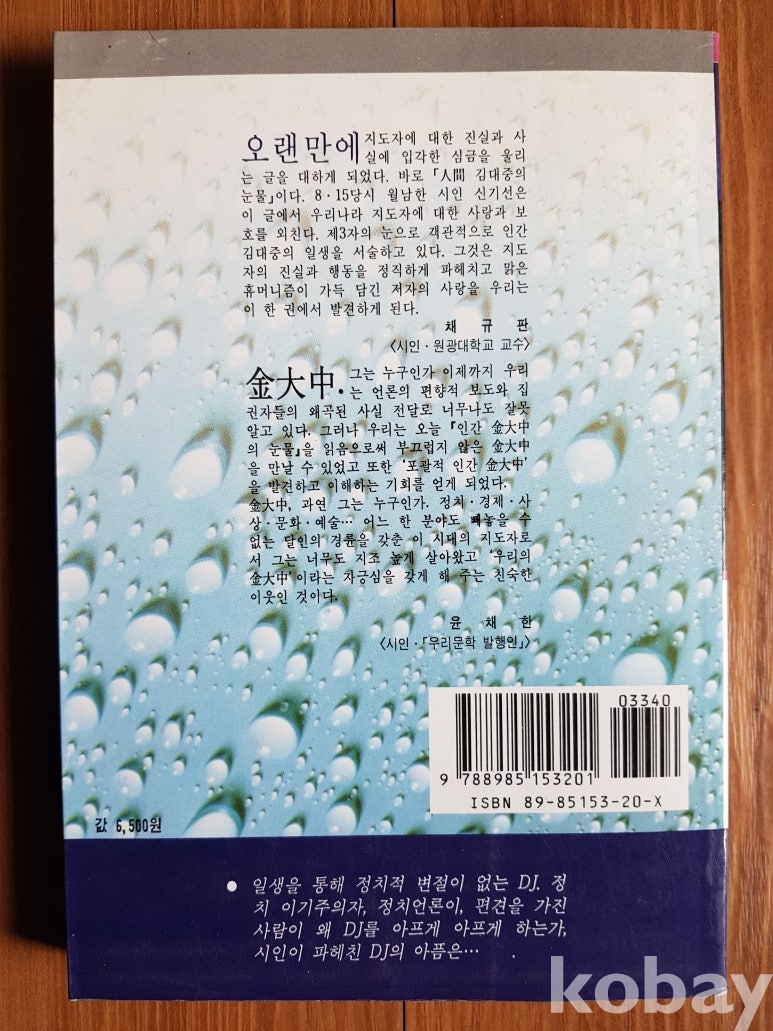 오랜만에 지도자에 대한 진실과 사
실에 입각한 심금을 울리
는 글을 대하게 되었다. 바로 「人間 김대중의
눈물」이다. 8·15당시 월남한 시인 신기선은
이 글에서 우리나라 지도자에 대한 사랑과 보
호를 외친다. 제3자의 눈으로 객관적으로 인간
김대중의 일생을 서술하고 있다. 그것은 지도
자의 진실과 행동을 정직하게 파헤치고 맑은
휴머니즘이 가득 담긴 저자의 사랑을 우리는
이 한 권에서 발견하게 된다.
채 규 판
〈시인·원광대학교 교수〉
金大中. 그는 누구인가 이제까지 우리
는 언론의 편향적 보도와 집
권자들의 왜곡된 사실 전달로 너무나도 잘못
알고 있다. 그러나 우리는 오늘 『인간 金大中
의 눈물』을 읽음으로써 부끄럽지 않은 金大中
을 만날 수 있었고 또한 '포괄적 인간 金大中'
을 발견하고 이해하는 기회를 얻게 되었다.
金大中, 과연 그는 누구인가. 정치·경제·사
상·문화·예술… 어느 한 분야도 빼놓을 수
없는 달인의 경륜을 갖춘 이 시대의 지도자로
서 그는 너무도 지조 높게 살아왔고 '우리의
金大中'이라는 자긍심을 갖게 해 주는 진숙한
이웃인 것이다.
윤 채 한
〈시인·「우리문학 발행인」〉
03340
9 788985 153201
ISBN 89-85153-20-X
값 6,500원
● 일생을 통해 정치적 변절이 없는 DJ. 정
치 이기주의자, 정치언론이, 편견을 가진
사람이 왜 DJ를 아프게 아프게 하는가,
시인이 파헤친 DJ의 아픔은…
kobay